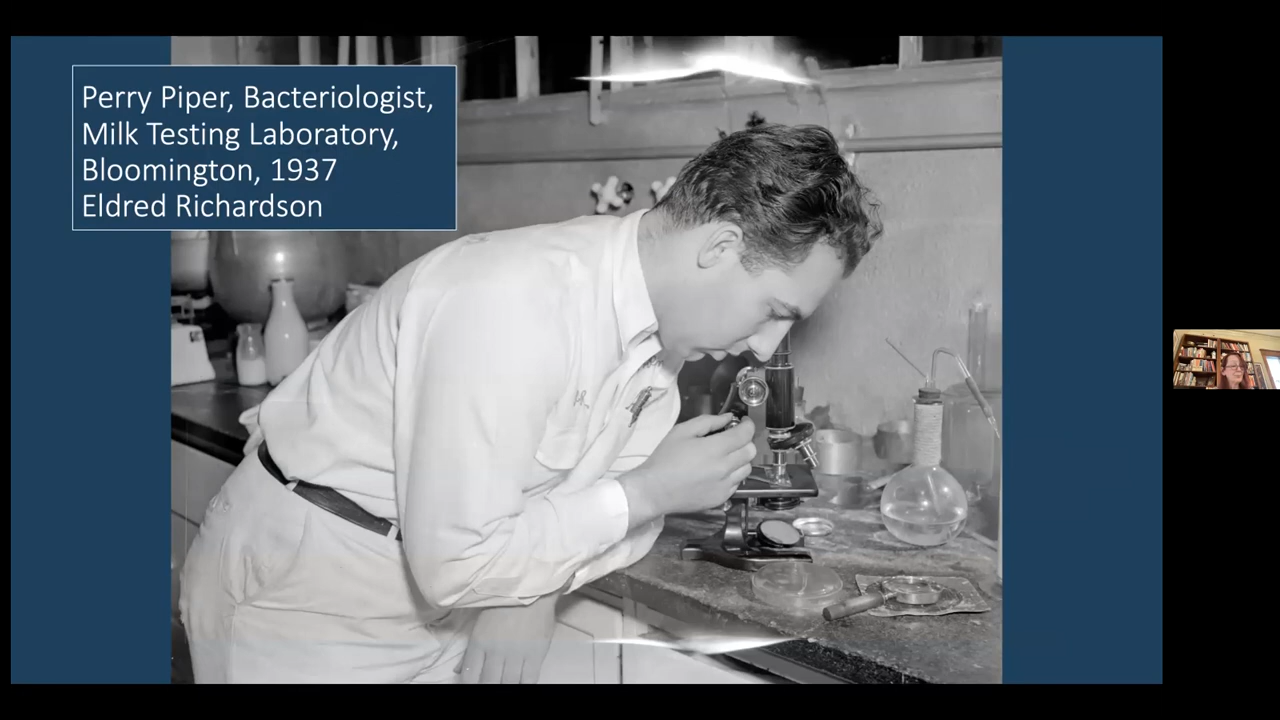 Perry Piper, Bacteriologist,
Milk Testing Laboratory,
Bloomington, 1937
Eldred Richardson